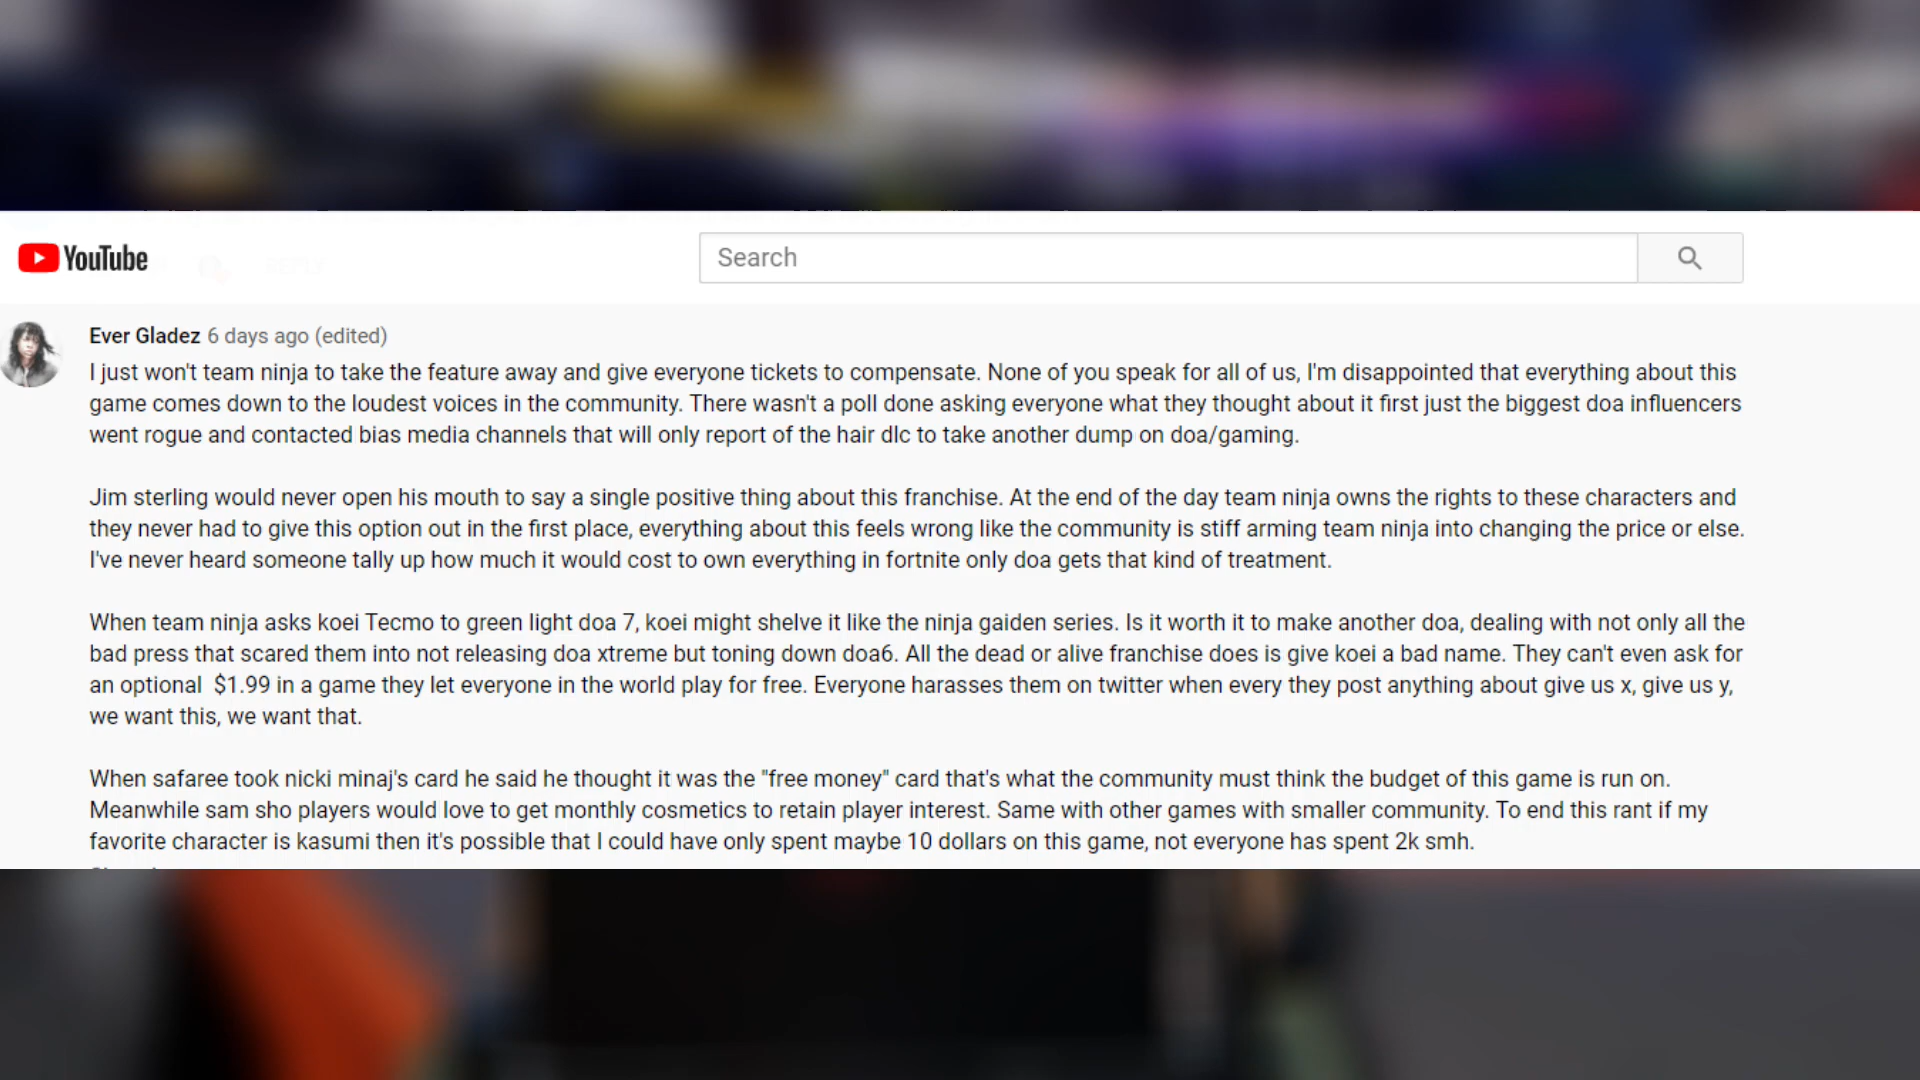 YouTube
Search
Ever Gladez 6 days ago (edited)
I just won't team ninja to take the feature away and give everyone tickets to compensate. None of you speak for all of us, I'm disappointed that everything about this
game comes down to the loudest voices in the community. There wasn't a poll done asking everyone what they thought about it first just the biggest doa influencers
went rogue and contacted bias media channels that will only report of the hair dlc to take another dump on doa/gaming.
Jim sterling would never open his mouth to say a single positive thing about this franchise. At the end of the day team ninja owns the rights to these characters and
they never had to give this option out in the first place, everything about this feels wrong like the community is stiff arming team ninja into changing the price or else.
I've never heard someone tally up how much it would cost to own everything in fortnite only doa gets that kind of treatment.
When team ninja asks koei Tecmo to green light doa 7, koei might shelve it like the ninja gaiden series. Is it worth it to make another doa, dealing with not only all the
bad press that scared them into not releasing doa xtreme but toning down doa6. All the dead or alive franchise does is give koei a bad name. They can't even ask for
an optional  $1.99 in a game they let everyone in the world play for free. Everyone harasses them on twitter when every they post anything about give us x, give us y,
we want this, we want that.
When safaree took nicki minaj's card he said he thought it was the "free money" card that's what the community must think the budget of this game is run on.
Meanwhile sam sho players would love to get monthly cosmetics to retain player interest. Same with other games with smaller community. To end this rant if my
favorite character is kasumi then it's possible that I could have only spent maybe 10 dollars on this game, not everyone has spent 2k smh.